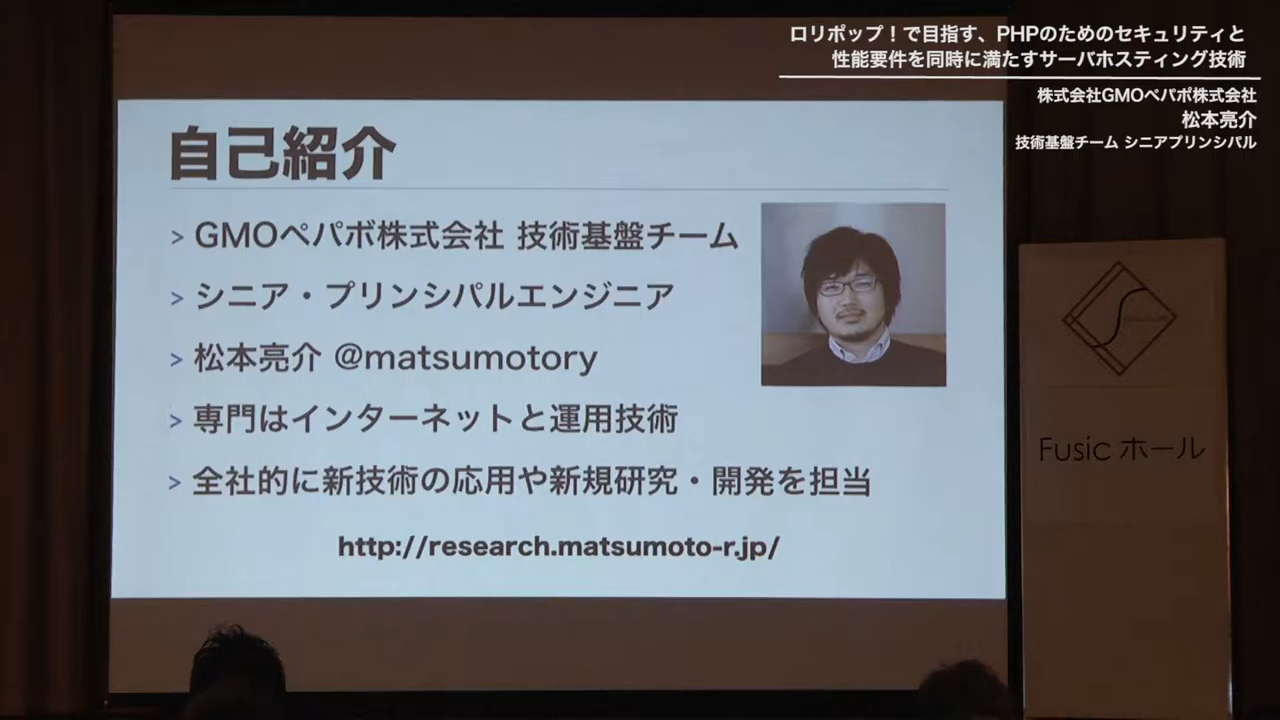 ロリポップ！で目指す、PHPのためのセキュリティと
性能要件を同時に満たすサーバホスティング技術
株式会社GMOペパボ株式会社
松本亮介
技術基盤チーム シニアプリンシパル
自己紹介
> GMOペパボ株式会社 技術基盤チーム
> シニア・プリンシパルエンジニア
> 松本亮介 @matsumotory
> 専門はインターネットと運用技術
> 全社的に新技術の応用や新規研究・開発を担当
http://research.matsumoto-r.jp/
Fusic ホール